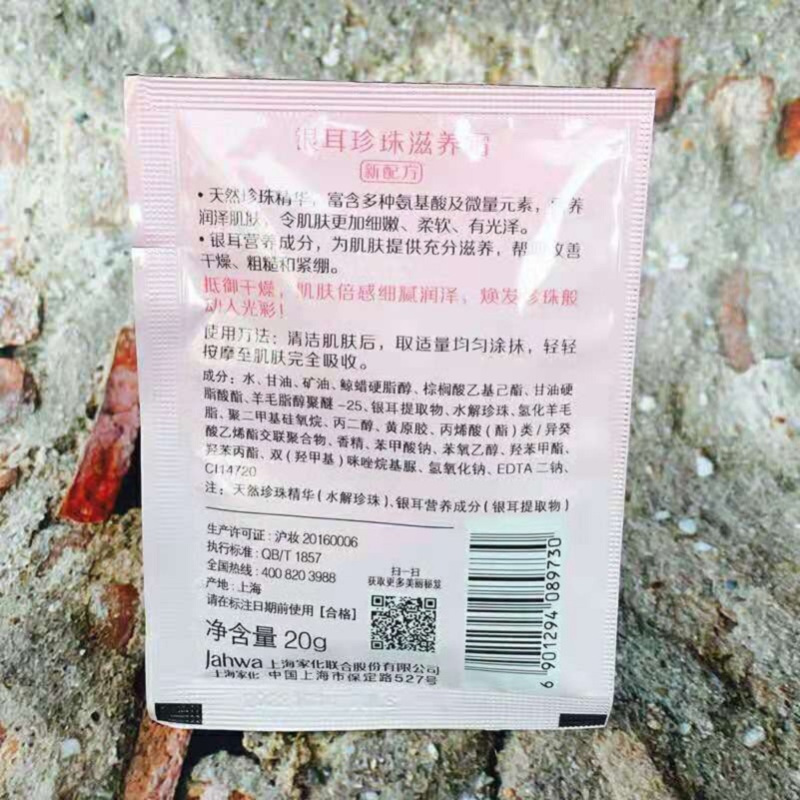 银耳珍珠滋养霜
新配方
• 天然珍珠精华，富含多种氨基酸及微量元素，养
润泽肌肤，令肌肤更加细嫩、柔软、有光泽。
• 银耳营养成分，为肌肤提供充分滋养，帮助改善
干燥、粗糙和紧绷。
抵御干燥，肌肤倍感细腻润泽，焕发珍珠般
动人光彩！
使用方法：清洁肌肤后，取适量均匀涂抹，轻轻
按摩至肌肤完全吸收。
成分：水、甘油、矿油、鲸蜡硬脂醇、棕榈酸乙基己酯、甘油硬
脂酸酯、羊毛脂醇聚醚-25、银耳提取物、水解珍珠、氢化羊毛
脂、聚二甲基硅氧烷、丙二醇、黄原胶、丙烯酸（酯）类/异癸
酸乙烯酯交联聚合物、香精、苯甲酸钠、苯氧乙醇、羟苯甲酯、
羟苯丙酯、双（羟甲基）咪唑烷基脲、氢氧化钠、EDTA 二钠、
CI14720
注：天然珍珠精华（水解珍珠）、银耳营养成分（银耳提取物）
生产许可证：沪妆 20160006
执行标准：QB/T 1857
全国热线：400 820 3988
产地：上海
请在标注日期前使用【合格】
扫一扫
获取更多美丽秘笈
净含量 20g
Jahwa 上海家化联合股份有限公司
上海家化 中国上海市保定路527号
6 901294 089730